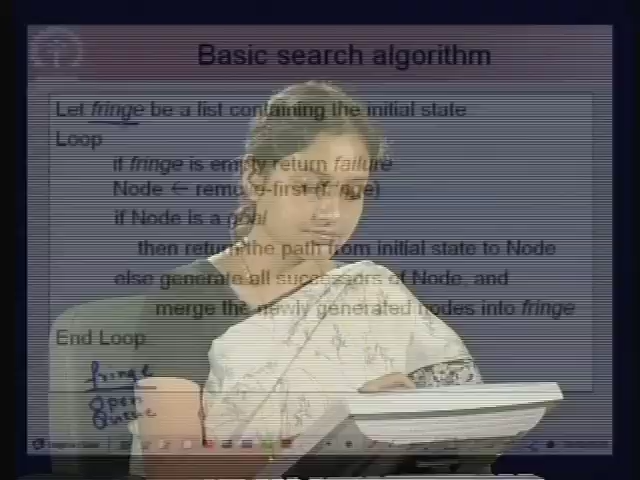 Basic search algorithm
Let fringe be a list containing the initial state
Loop
if fringe is empty return failure
Node ← remove-first (fringe)
if Node is a goal
then return the path from initial state to Node
else generate all successors of Node, and
merge the newly generated nodes into fringe
End Loop
fringe
Open
Queue